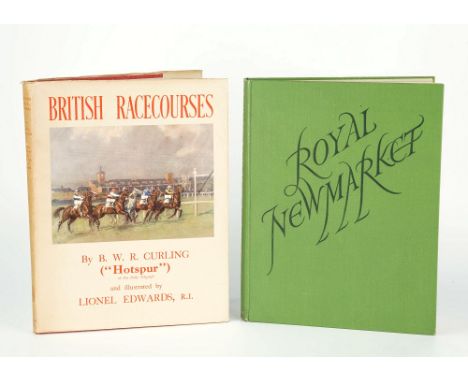 BRITISH RACECOURSES
By B. W. R. CURLING
("Hotspur")
and illustrated by
LIONEL EDWARDS, R.I.
ROYAL
NEWMARKET